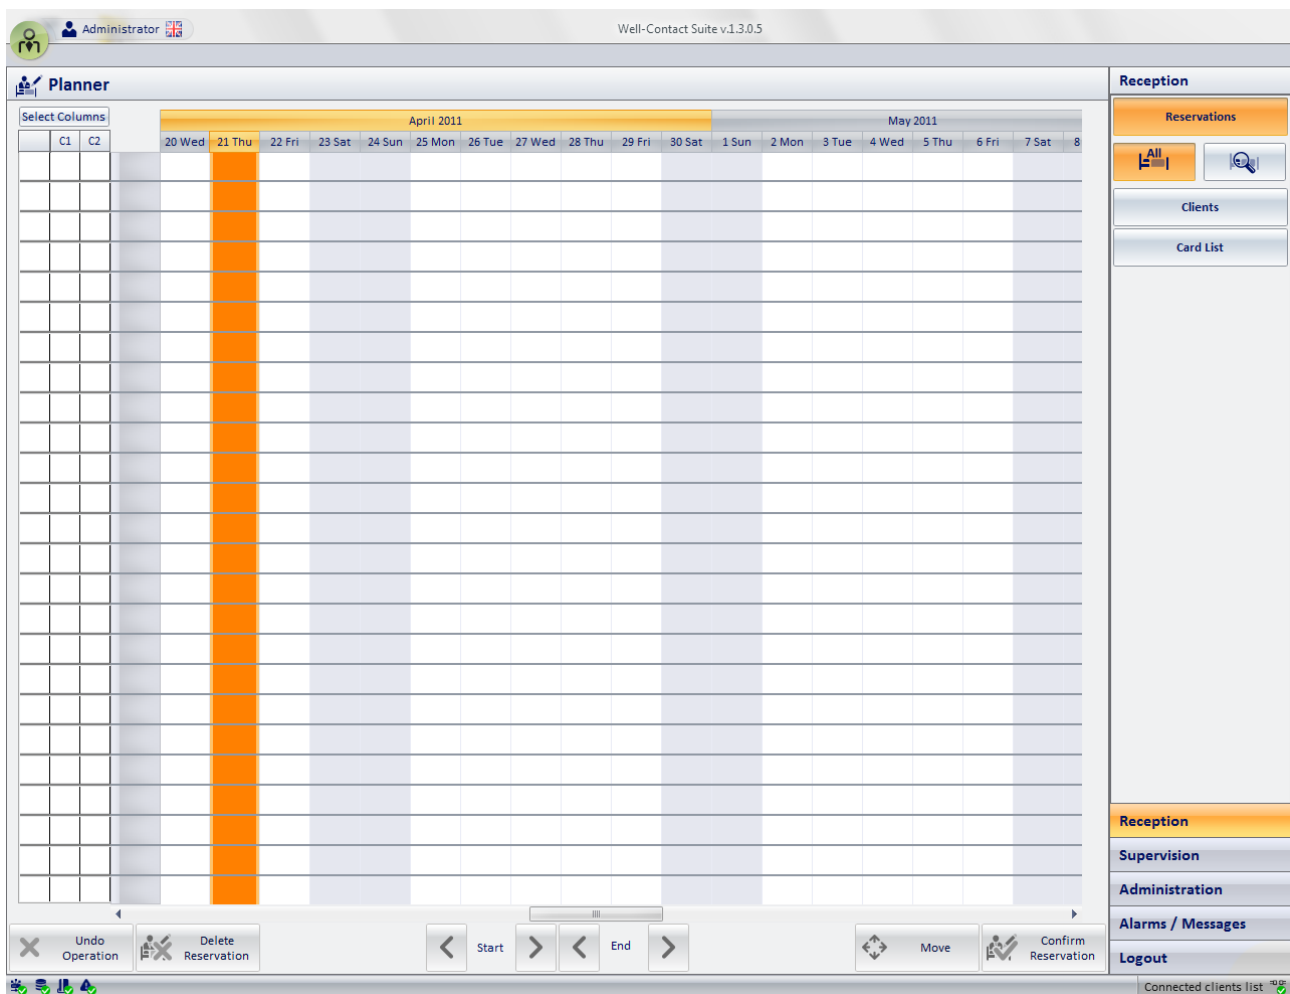 Administrator
Well-Contact Suite v.1.3.0.5
Planner
Reception
Select Columns
April 2011
May 2011
Reservations
C1 C2
20 Wed 21 Thu 22 Fri 23 Sat 24 Sun 25 Mon 26 Tue 27 Wed 28 Thu 29 Fri 30 Sat 1 Sun 2 Mon 3 Tue 4 Wed 5 Thu 6 Fri 7 Sat 8
All
Clients
Card List
Reception
Supervision
Administration
Alarms / Messages
Logout
Undo
Operation
Delete
Reservation
Start
End
Move
Confirm
Reservation
Connected clients list